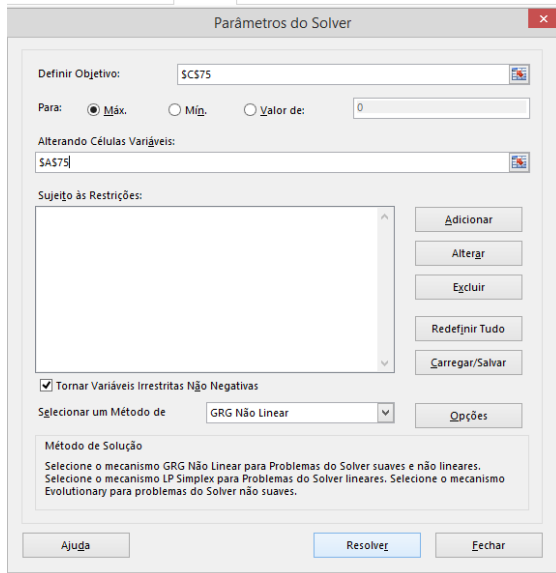 Parâmetros do Solver
Definir Objetivo: $C$75
Para: Máx. Mín. Valor de: 0
Alterando Células Variáveis:
$A$75
Sujeito às Restrições:
Adicionar
Alterar
Excluir
Redefinir Tudo
Carregar/Salvar
Tornar Variáveis Irrestritas Não Negativas
Selecionar um Método de GRG Não Linear Opções
Método de Solução
Selecione o mecanismo GRG Não Linear para Problemas do Solver suaves e não lineares.
Selecione o mecanismo LP Simplex para Problemas do Solver lineares. Selecione o mecanismo
Evolutionary para problemas do Solver não suaves.
Ajuda Resolver Fechar